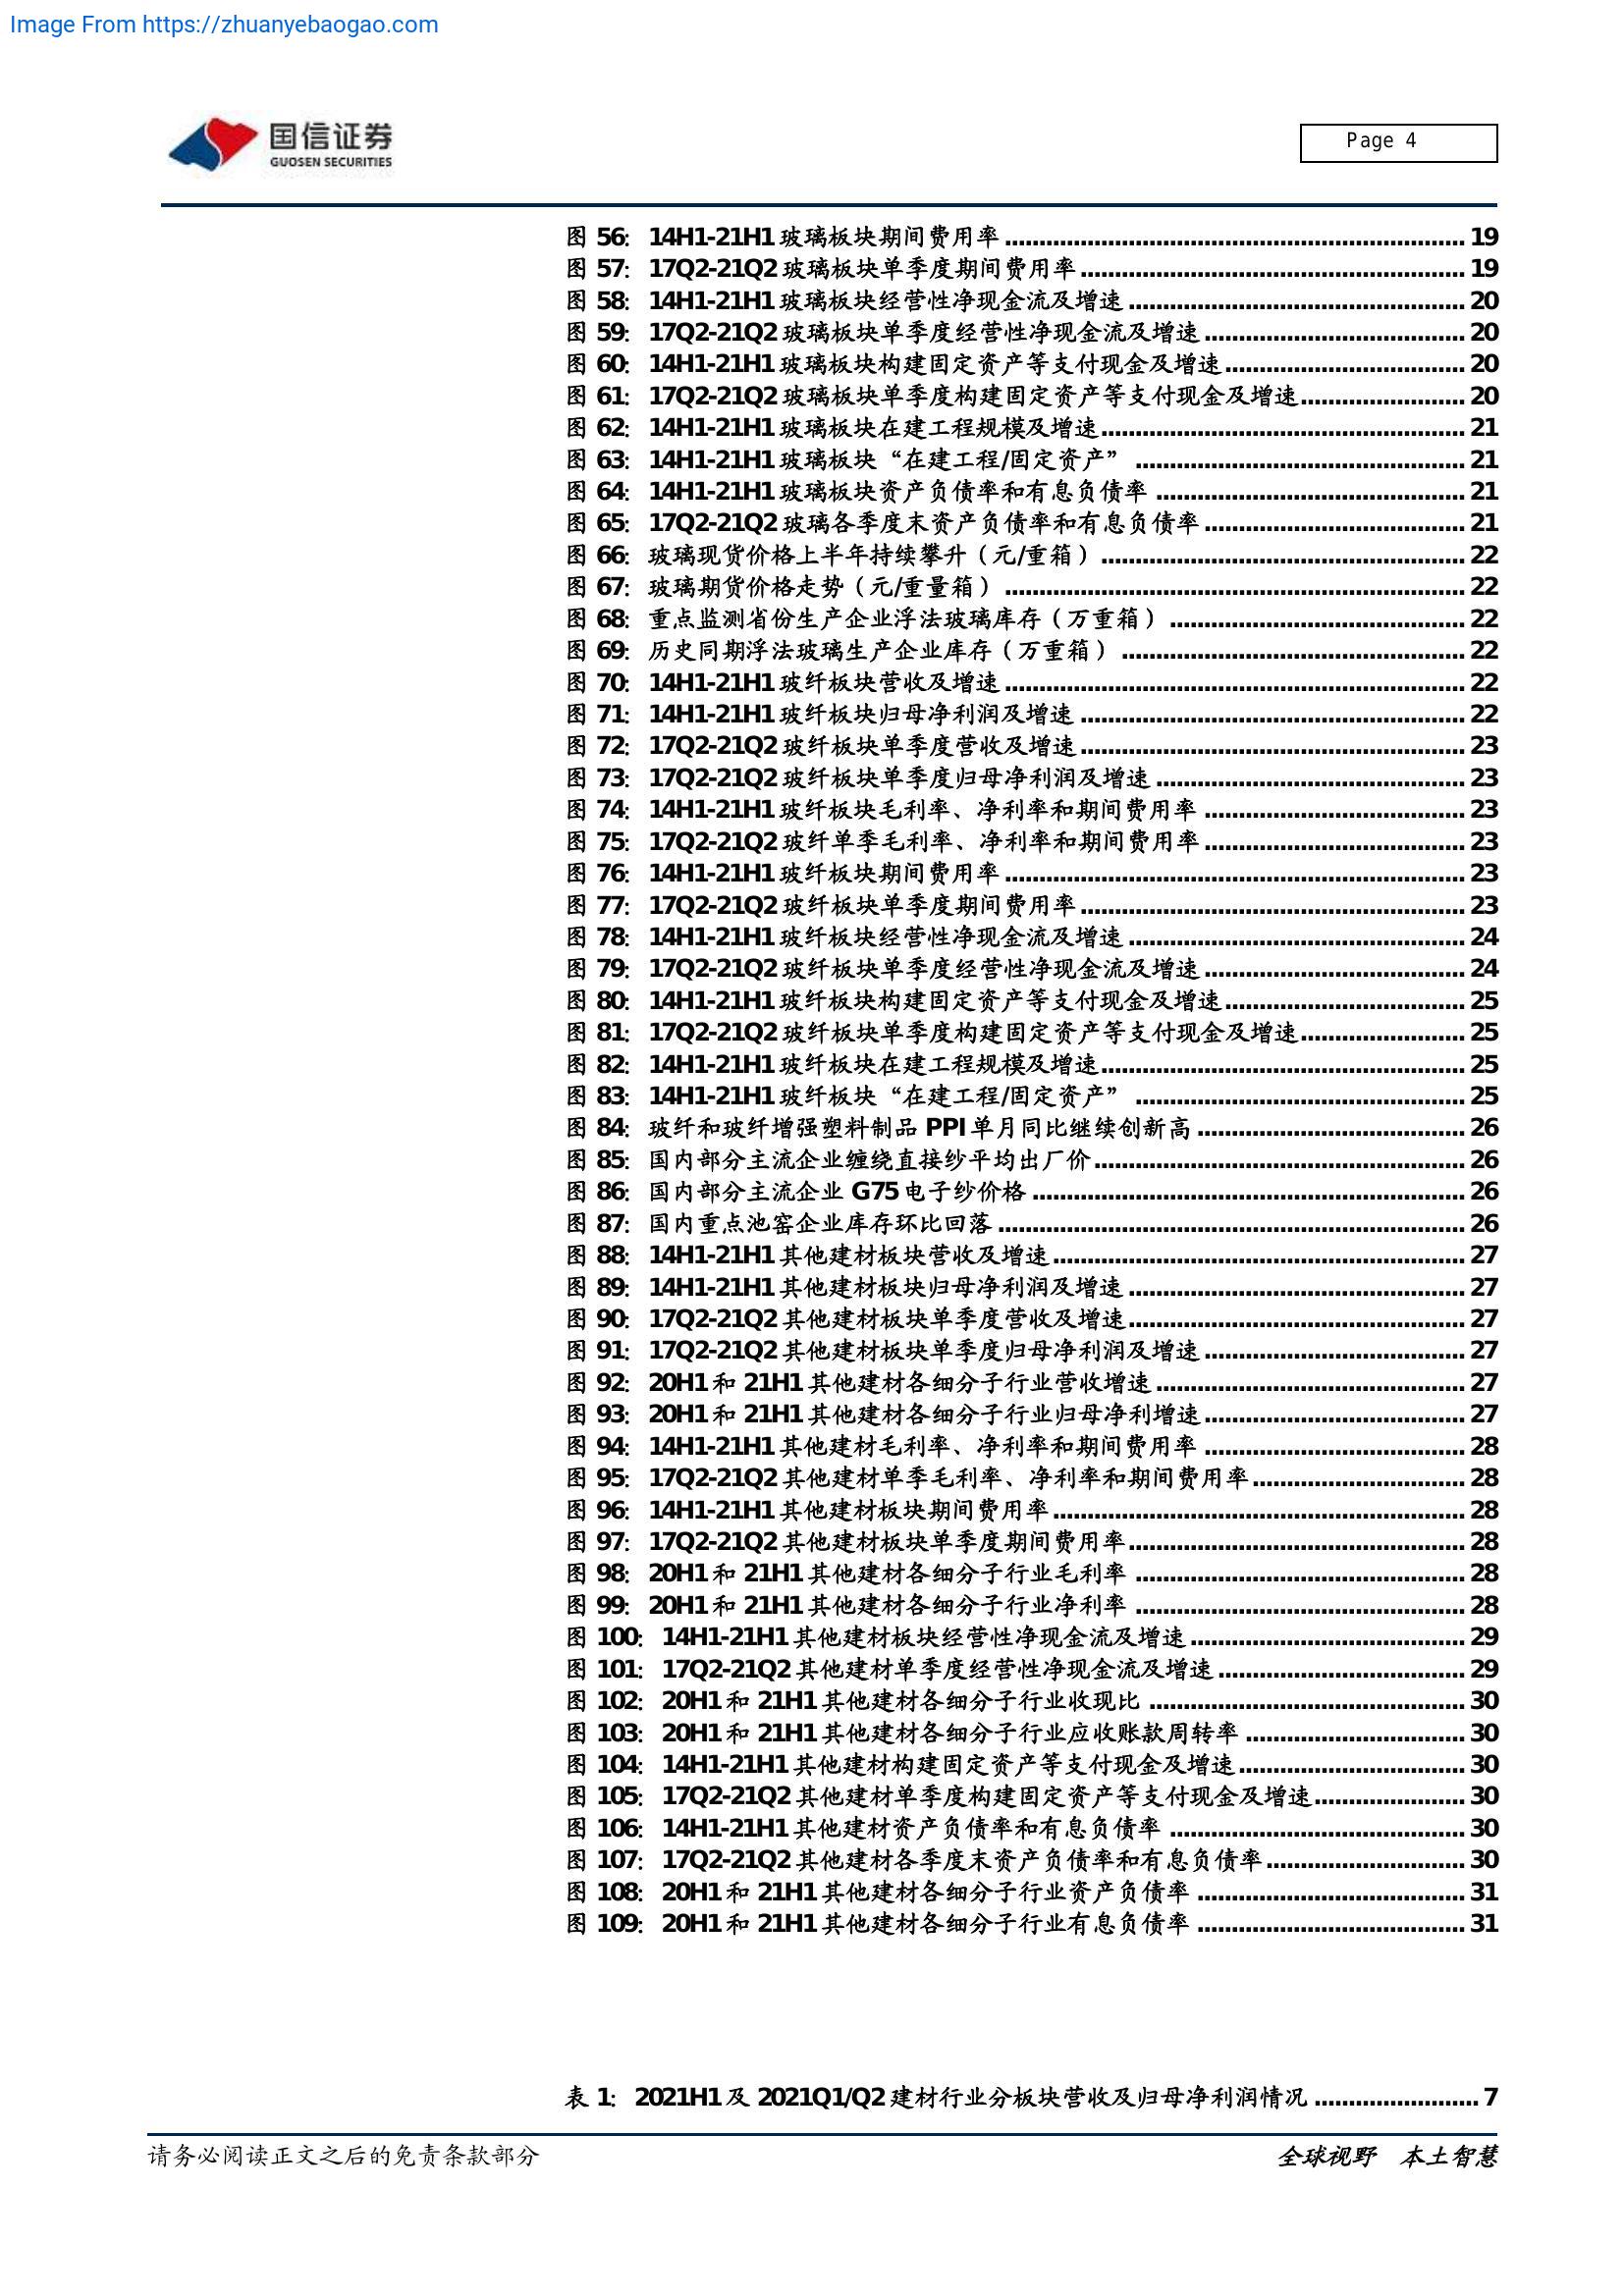 Image From https://zhuanyebaogao.com
国信证券
GUOSEN SECURITIES
Page 4
图 56: 14H1-21H1 玻璃板块期间费用率 19
图 57: 17Q2-21Q2 玻璃板块单季度期间费用率 19
图 58: 14H1-21H1 玻璃板块经营性净现金流及增速 20
图 59: 17Q2-21Q2 玻璃板块单季度经营性净现金流及增速 20
图 60: 14H1-21H1 玻璃板块构建固定资产等支付现金及增速 20
图 61: 17Q2-21Q2 玻璃板块单季度构建固定资产等支付现金及增速 20
图 62: 14H1-21H1 玻璃板块在建工程规模及增速 21
图 63: 14H1-21H1 玻璃板块“在建工程/固定资产” 21
图 64: 14H1-21H1 玻璃板块资产负债率和有息负债率 21
图 65: 17Q2-21Q2 玻璃各季度末资产负债率和有息负债率 21
图 66: 玻璃现货价格上半年持续攀升（元/重箱） 22
图 67: 玻璃期货价格走势（元/重量箱） 22
图 68: 重点监测省份生产企业浮法玻璃库存（万重箱） 22
图 69: 历史同期浮法玻璃生产企业库存（万重箱） 22
图 70: 14H1-21H1 玻纤板块营收及增速 22
图 71: 14H1-21H1 玻纤板块归母净利润及增速 22
图 72: 17Q2-21Q2 玻纤板块单季度营收及增速 23
图 73: 17Q2-21Q2 玻纤板块单季度归母净利润及增速 23
图 74: 14H1-21H1 玻纤板块毛利率、净利率和期间费用率 23
图 75: 17Q2-21Q2 玻纤单季毛利率、净利率和期间费用率 23
图 76: 14H1-21H1 玻纤板块期间费用率 23
图 77: 17Q2-21Q2 玻纤板块单季度期间费用率 23
图 78: 14H1-21H1 玻纤板块经营性净现金流及增速 24
图 79: 17Q2-21Q2 玻纤板块单季度经营性净现金流及增速 24
图 80: 14H1-21H1 玻纤板块构建固定资产等支付现金及增速 25
图 81: 17Q2-21Q2 玻纤板块单季度构建固定资产等支付现金及增速 25
图 82: 14H1-21H1 玻纤板块在建工程规模及增速 25
图 83: 14H1-21H1 玻纤板块“在建工程/固定资产” 25
图 84: 玻纤和玻纤增强塑料制品 PPI 单月同比继续创新高 26
图 85: 国内部分主流企业缠绕直接纱平均出厂价 26
图 86: 国内部分主流企业 G75 电子纱价格 26
图 87: 国内重点池窑企业库存环比回落 26
图 88: 14H1-21H1 其他建材板块营收及增速 27
图 89: 14H1-21H1 其他建材板块归母净利润及增速 27
图 90: 17Q2-21Q2 其他建材板块单季度营收及增速 27
图 91: 17Q2-21Q2 其他建材板块单季度归母净利润及增速 27
图 92: 20H1 和 21H1 其他建材各细分子行业营收增速 27
图 93: 20H1 和 21H1 其他建材各细分子行业归母净利增速 27
图 94: 14H1-21H1 其他建材毛利率、净利率和期间费用率 28
图 95: 17Q2-21Q2 其他建材单季毛利率、净利率和期间费用率 28
图 96: 14H1-21H1 其他建材板块期间费用率 28
图 97: 17Q2-21Q2 其他建材板块单季度期间费用率 28
图 98: 20H1 和 21H1 其他建材各细分子行业毛利率 28
图 99: 20H1 和 21H1 其他建材各细分子行业净利率 28
图 100: 14H1-21H1 其他建材板块经营性净现金流及增速 29
图 101: 17Q2-21Q2 其他建材单季度经营性净现金流及增速 29
图 102: 20H1 和 21H1 其他建材各细分子行业收现比 30
图 103: 20H1 和 21H1 其他建材各细分子行业应收账款周转率 30
图 104: 14H1-21H1 其他建材构建固定资产等支付现金及增速 30
图 105: 17Q2-21Q2 其他建材单季度构建固定资产等支付现金及增速 30
图 106: 14H1-21H1 其他建材资产负债率和有息负债率 30
图 107: 17Q2-21Q2 其他建材各季度末资产负债率和有息负债率 30
图 108: 20H1 和 21H1 其他建材各细分子行业资产负债率 31
图 109: 20H1 和 21H1 其他建材各细分子行业有息负债率 31
表 1: 2021H1 及 2021Q1/Q2 建材行业分板块营收及归母净利润情况 7
请务必阅读正文之后的免责条款部分
全球视野 本土智慧